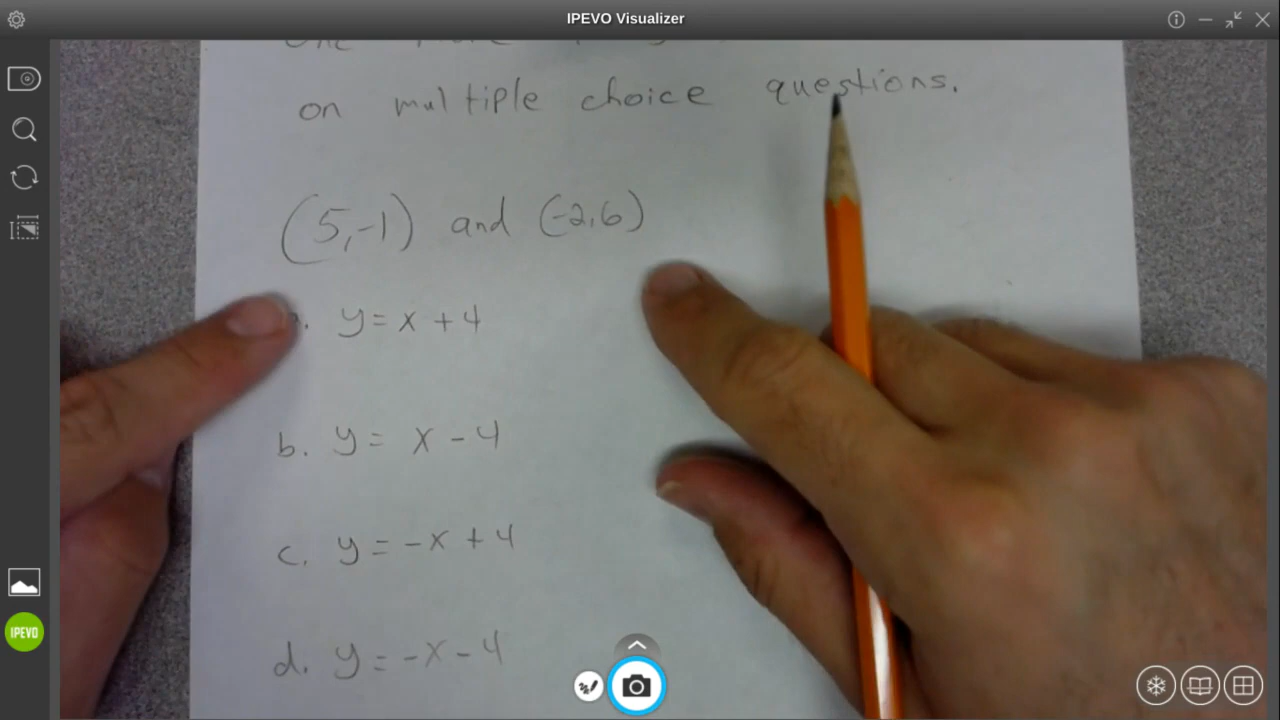 IPEVO Visualizer
on multiple choice questions.
(5,-1) and (-2,6)
y = x + 4
b. y = x - 4
c. y = -x + 4
d. y = -x - 4
IPEVO